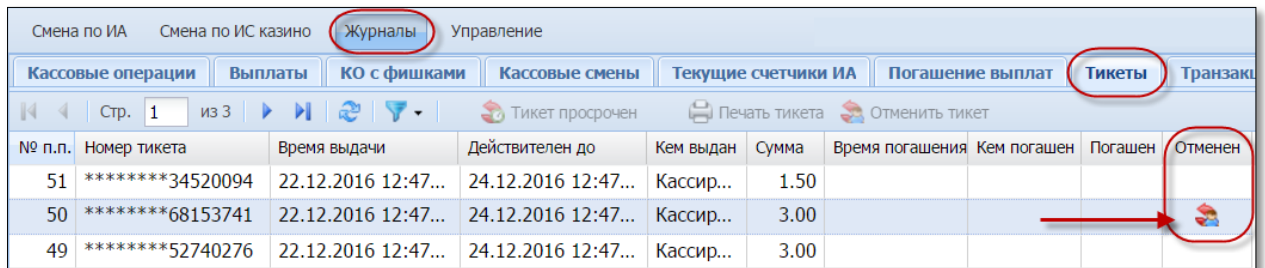 Смена по ИА Смена по ИС казино Журналы Управление
Кассовые операции Выплаты КО с фишками Кассовые смены Текущие счетчики ИА Погашение выплат Тикеты Транзакц
Стр. 1 из 3 Тикет просрочен Печать тикета Отменить тикет
№ п.п. Номер тикета Время выдачи Действителен до Кем выдан Сумма Время погашения Кем погашен Погашен Отменен
51 ********34520094 22.12.2016 12:47... 24.12.2016 12:47... Кассир... 1.50
50 ********68153741 22.12.2016 12:47... 24.12.2016 12:47... Кассир... 3.00
49 ********52740276 22.12.2016 12:47... 24.12.2016 12:47... Кассир... 3.00